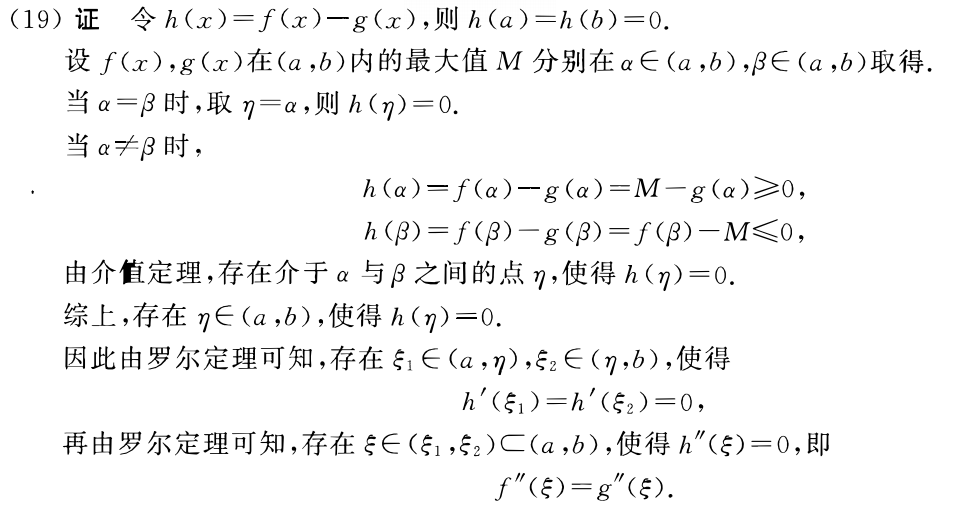 (19) 证 令 h(x)=f(x)-g(x),则 h(a)=h(b)=0.
设 f(x),g(x)在(a,b)内的最大值 M 分别在 α∈(a,b),β∈(a,b)取得.
当 α=β 时,取 η=α,则 h(η)=0.
当 α≠β 时,
h(α)=f(α)-g(α)=M-g(α)≥0,
h(β)=f(β)-g(β)=f(β)-M≤0,
由介值定理,存在介于 α 与 β 之间的点 η,使得 h(η)=0.
综上,存在 η∈(a,b),使得 h(η)=0.
因此由罗尔定理可知,存在 ξ₁∈(a,η),ξ₂∈(η,b),使得
h′(ξ₁)=h′(ξ₂)=0,
再由罗尔定理可知,存在 ξ∈(ξ₁,ξ₂)⊂(a,b),使得 h″(ξ)=0,即
f″(ξ)=g″(ξ).